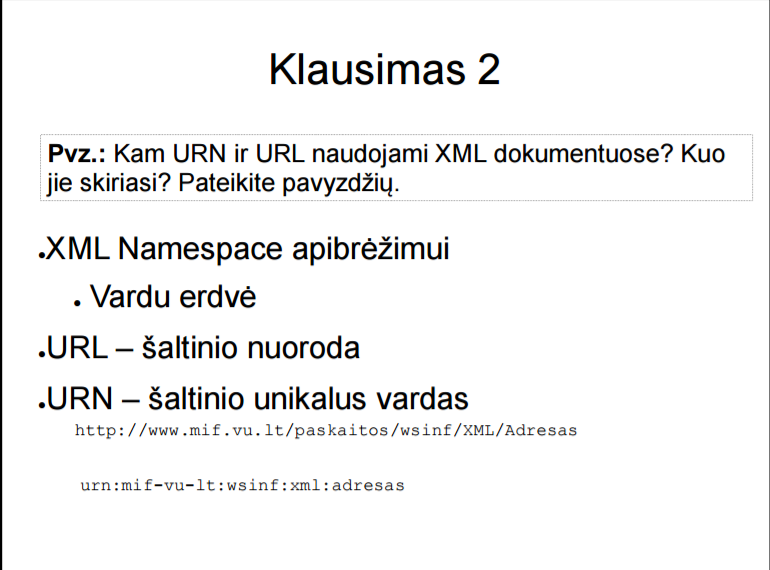 Klausimas 2
Pvz.: Kam URN ir URL naudojami XML dokumentuose? Kuo
jie skiriasi? Pateikite pavyzdžių.
●XML Namespace apibrėžimui
● Vardu erdvė
●URL – šaltinio nuoroda
●URN – šaltinio unikalus vardas
http://www.mif.vu.lt/paskaitos/wsinf/XML/Adresas
urn:mif-vu-lt:wsinf:xml:adresas